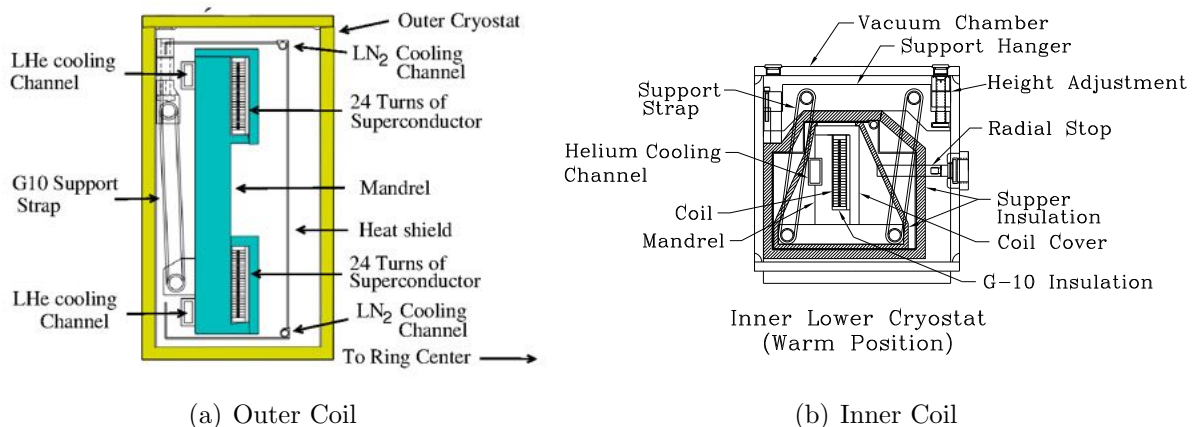 Outer Cryostat
LHe cooling
Channel
LN2 Cooling
Channel
24 Turns of
Superconductor
G10 Support
Strap
Mandrel
Heat shield
24 Turns of
Superconductor
LHe cooling
Channel
LN2 Cooling
Channel
To Ring Center
(a) Outer Coil
Vacuum Chamber
Support Hanger
Support
Strap
Height Adjustment
Radial Stop
Helium Cooling
Channel
Coil
Mandrel
Supper
Insulation
Coil Cover
G-10 Insulation
Inner Lower Cryostat
(Warm Position)
(b) Inner Coil